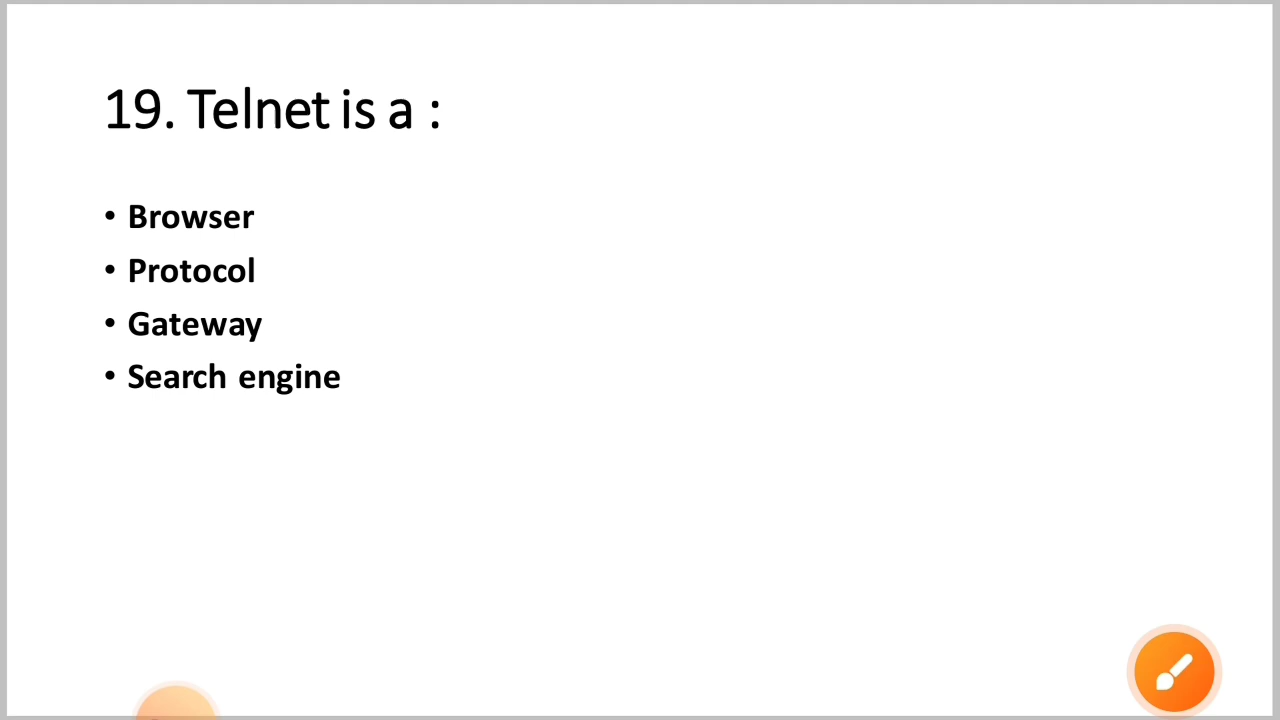 19. Telnet is a :
• Browser
• Protocol
• Gateway
• Search engine